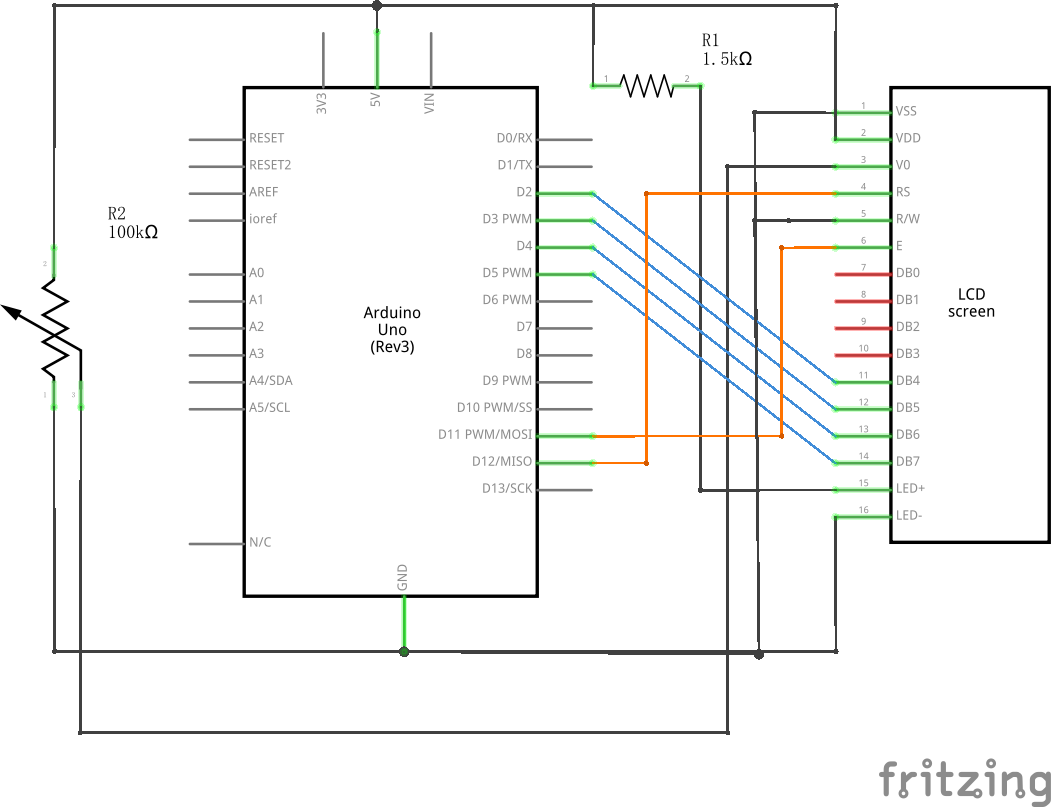 R1
1.5kΩ
1
2
3V3
5V
VIN
RESET
RESET2
AREF
ioref
A0
A1
A2
A3
A4/SDA
A5/SCL
N/C
Arduino
Uno
(Rev3)
D0/RX
D1/TX
D2
D3 PWM
D4
D5 PWM
D6 PWM
D7
D8
D9 PWM
D10 PWM/SS
D11 PWM/MOSI
D12/MISO
D13/SCK
GND
R2
100kΩ
2
1
3
1 VSS
2 VDD
3 V0
4 RS
5 R/W
6 E
7 DB0
8 DB1
9 DB2
10 DB3
11 DB4
12 DB5
13 DB6
14 DB7
15 LED+
16 LED-
LCD
screen
fritzing